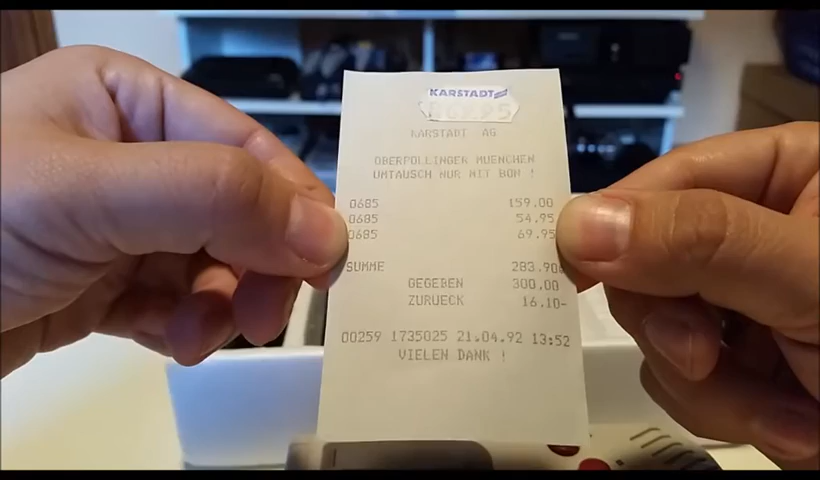 KARSTADT
KARSTADT AG
OBERPOLLINGER MUENCHEN
UMTAUSCH NUR MIT BON !
0685 159.00
0685 54.95
0685 69.95
SUMME 283.90
GEGEBEN 300.00
ZURUECK 16.10-
00259 1735025 21.04.92 13:52
VIELEN DANK !